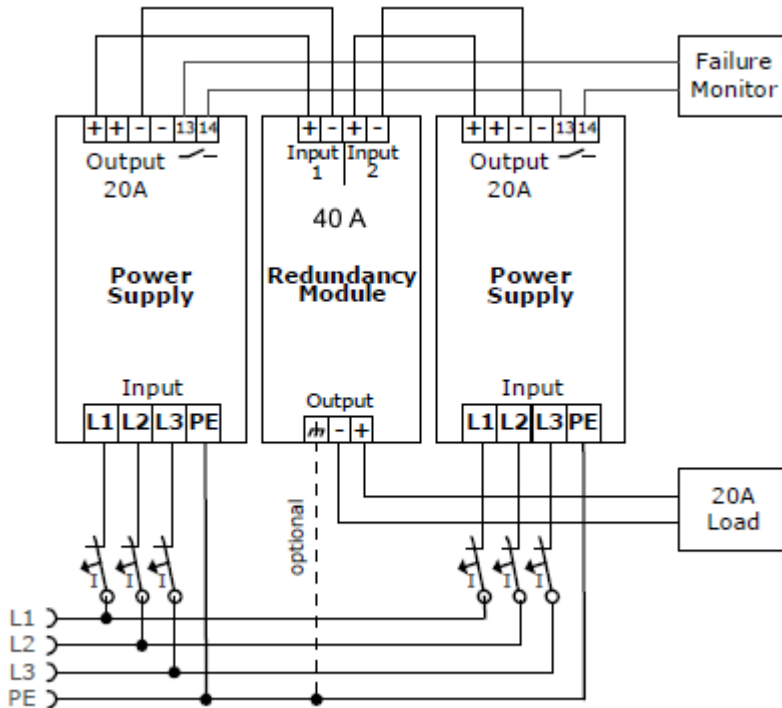 Failure
Monitor
+ + - - 13 14
Output
20A
+ - + -
Input Input
1 2
40 A
+ + - - 13 14
Output
20A
Power
Supply
Redundancy
Module
Power
Supply
Input
L1 L2 L3 PE
Output
- +
Input
L1 L2 L3 PE
20A
Load
optional
I I I
I I I
L1
L2
L3
PE